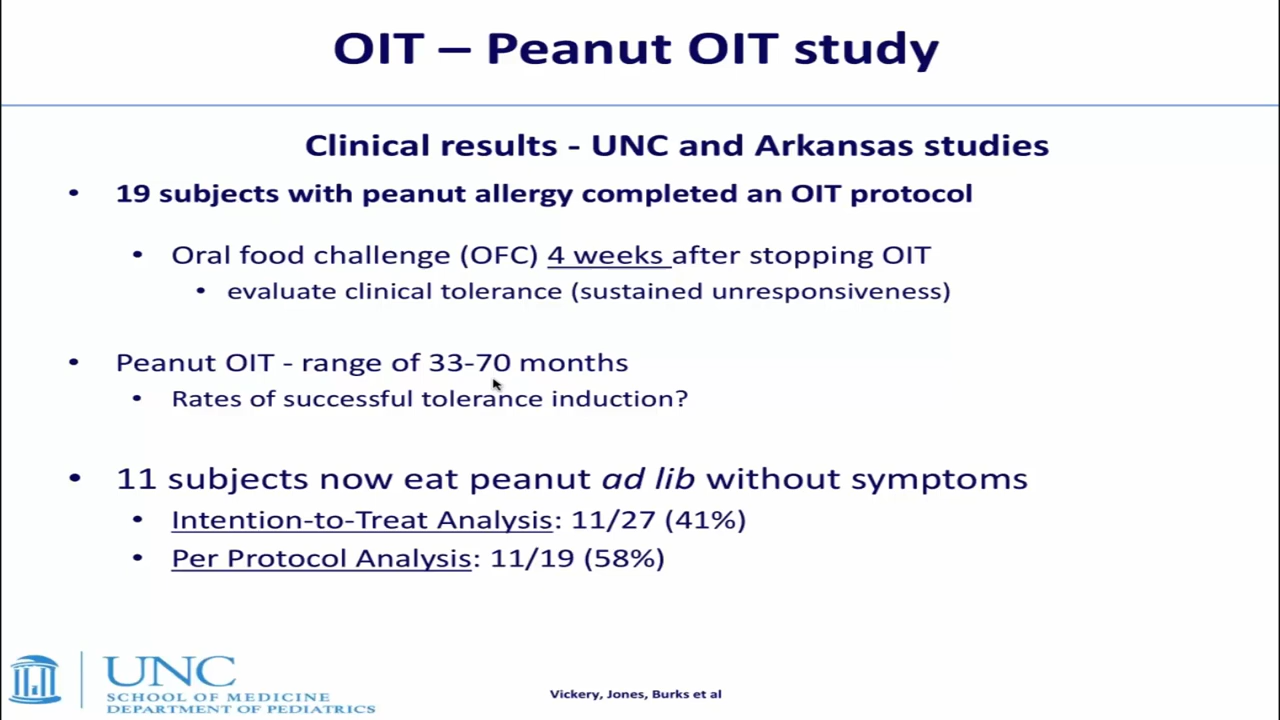 OIT – Peanut OIT study
Clinical results - UNC and Arkansas studies
• 19 subjects with peanut allergy completed an OIT protocol
• Oral food challenge (OFC) 4 weeks after stopping OIT
• evaluate clinical tolerance (sustained unresponsiveness)
• Peanut OIT - range of 33-70 months
• Rates of successful tolerance induction?
• 11 subjects now eat peanut ad lib without symptoms
• Intention-to-Treat Analysis: 11/27 (41%)
• Per Protocol Analysis: 11/19 (58%)
UNC
SCHOOL OF MEDICINE
DEPARTMENT OF PEDIATRICS
Vickery, Jones, Burks et al